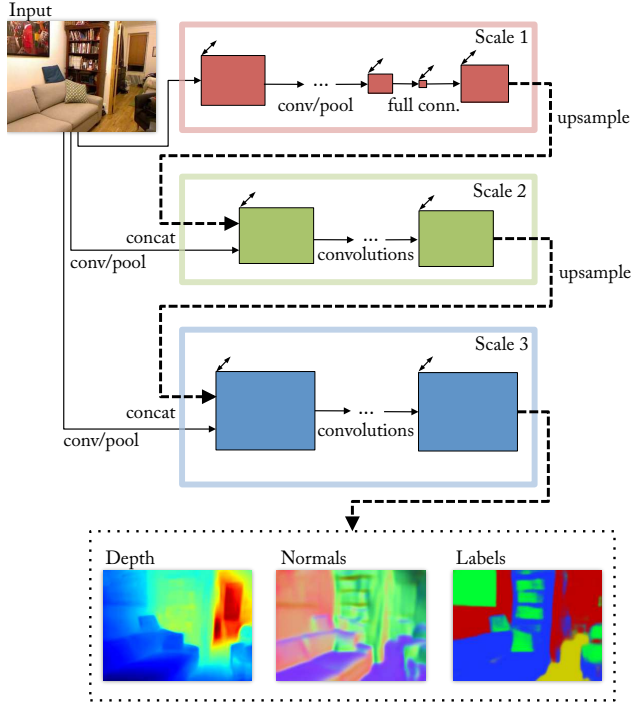 Input
Scale 1
...
conv/pool
full conn.
upsample
Scale 2
concat
...
conv/pool
convolutions
upsample
Scale 3
concat
...
conv/pool
convolutions
Depth
Normals
Labels